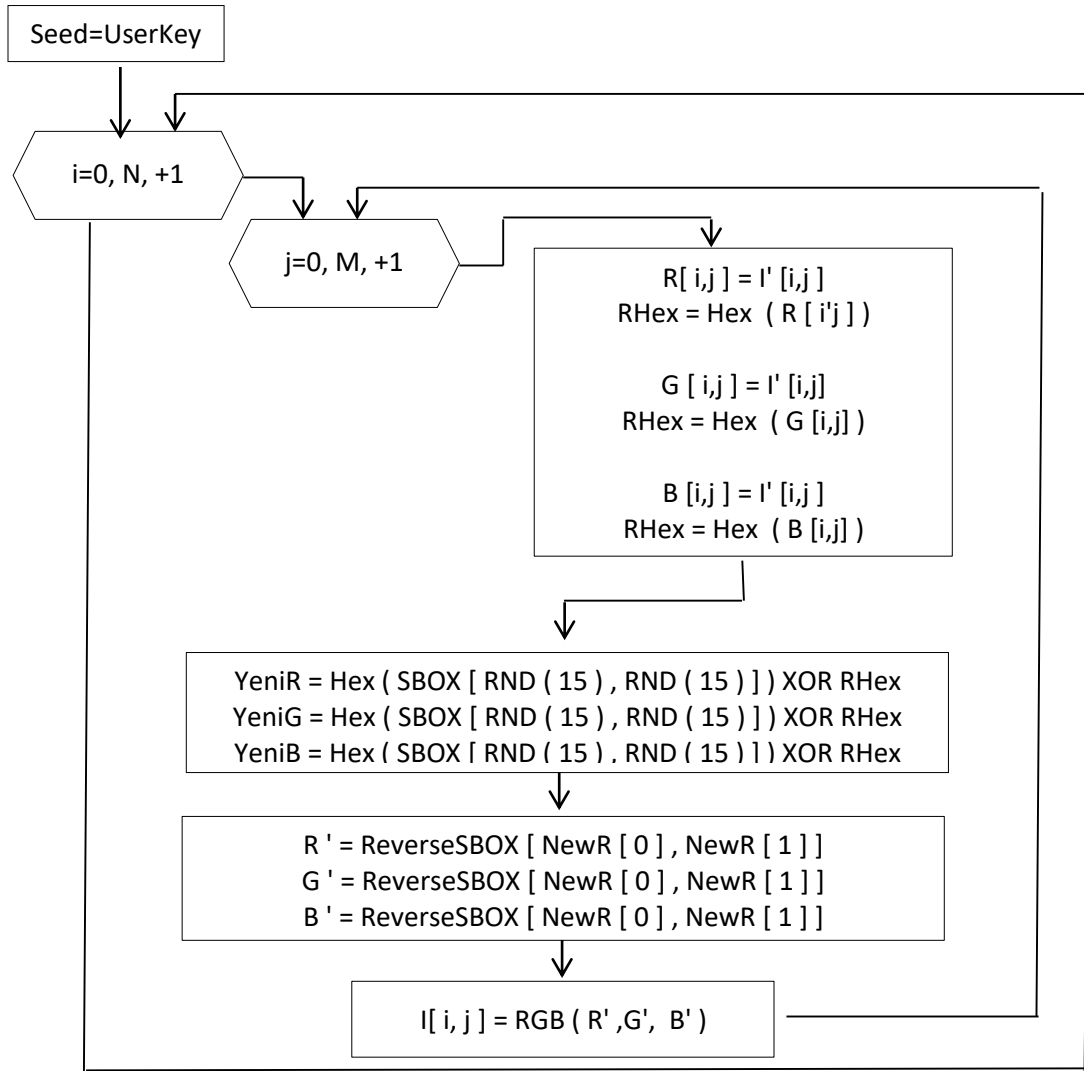 Seed=UserKey
i=0, N, +1
j=0, M, +1
R[ i,j ] = I' [i,j ]
RHex = Hex ( R [ i'j ] )
G [ i,j ] = I' [i,j]
RHex = Hex ( G [i,j] )
B [i,j ] = I' [i,j ]
RHex = Hex ( B [i,j] )
YeniR = Hex ( SBOX [ RND ( 15 ) , RND ( 15 ) ] ) XOR RHex
YeniG = Hex ( SBOX [ RND ( 15 ) , RND ( 15 ) ] ) XOR RHex
YeniB = Hex ( SBOX [ RND ( 15 ) , RND ( 15 ) ] ) XOR RHex
R ' = ReverseSBOX [ NewR [ 0 ] , NewR [ 1 ] ]
G ' = ReverseSBOX [ NewR [ 0 ] , NewR [ 1 ] ]
B ' = ReverseSBOX [ NewR [ 0 ] , NewR [ 1 ] ]
I[ i, j ] = RGB ( R' ,G', B' )